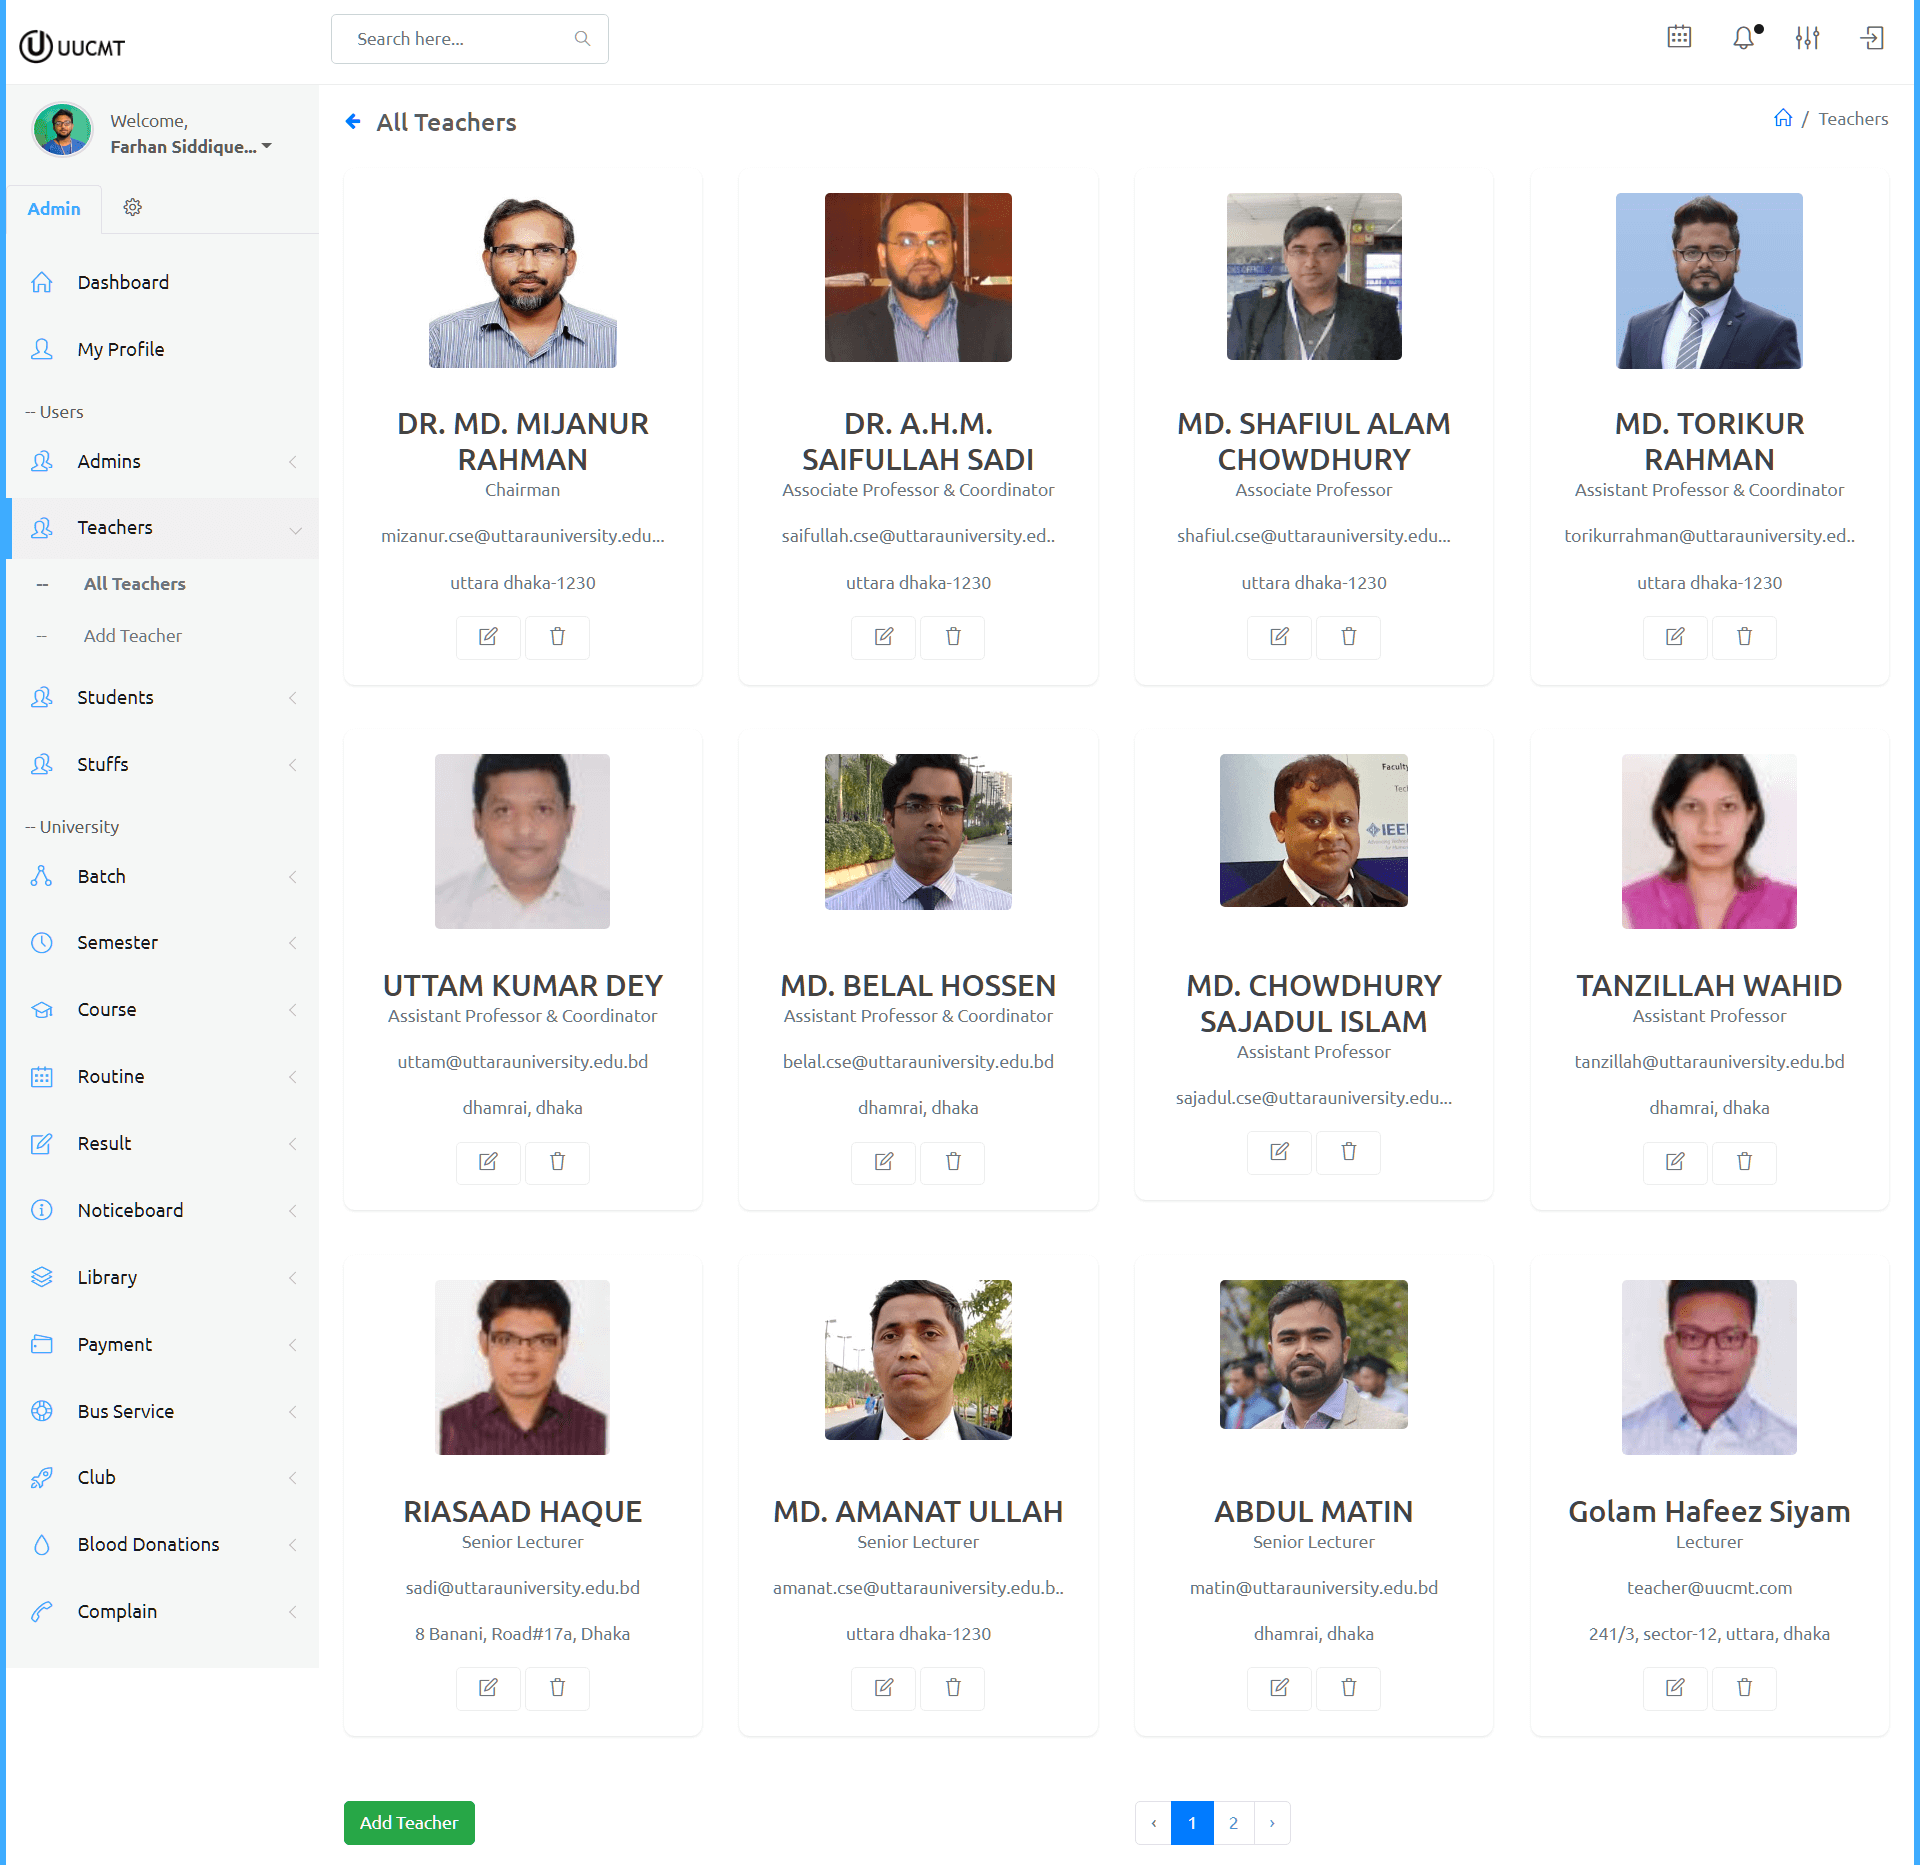 UUCMT
Search here...
Welcome,
Farhan Siddique...
Admin
Dashboard
My Profile
-- Users
Admins
Teachers
-- All Teachers
-- Add Teacher
Students
Stuffs
-- University
Batch
Semester
Course
Routine
Result
Noticeboard
Library
Payment
Bus Service
Club
Blood Donations
Complain
All Teachers
/ Teachers
DR. MD. MIJANUR
RAHMAN
Chairman
mizanur.cse@uttarauniversity.edu...
uttara dhaka-1230
DR. A.H.M.
SAIFULLAH SADI
Associate Professor & Coordinator
saifullah.cse@uttarauniversity.ed..
uttara dhaka-1230
MD. SHAFIUL ALAM
CHOWDHURY
Associate Professor
shafiul.cse@uttarauniversity.edu...
uttara dhaka-1230
MD. TORIKUR
RAHMAN
Assistant Professor & Coordinator
torikurrahman@uttarauniversity.ed..
uttara dhaka-1230
UTTAM KUMAR DEY
Assistant Professor & Coordinator
uttam@uttarauniversity.edu.bd
dhamrai, dhaka
MD. BELAL HOSSEN
Assistant Professor & Coordinator
belal.cse@uttarauniversity.edu.bd
dhamrai, dhaka
Faculty
Tec
IEEE
MD. CHOWDHURY
SAJADUL ISLAM
Assistant Professor
sajadul.cse@uttarauniversity.edu...
TANZILLAH WAHID
Assistant Professor
tanzillah@uttarauniversity.edu.bd
dhamrai, dhaka
RIASAAD HAQUE
Senior Lecturer
sadi@uttarauniversity.edu.bd
8 Banani, Road#17a, Dhaka
MD. AMANAT ULLAH
Senior Lecturer
amanat.cse@uttarauniversity.edu.b..
uttara dhaka-1230
ABDUL MATIN
Senior Lecturer
matin@uttarauniversity.edu.bd
dhamrai, dhaka
Golam Hafeez Siyam
Lecturer
teacher@uucmt.com
241/3, sector-12, uttara, dhaka
Add Teacher
‹ 1 2 ›